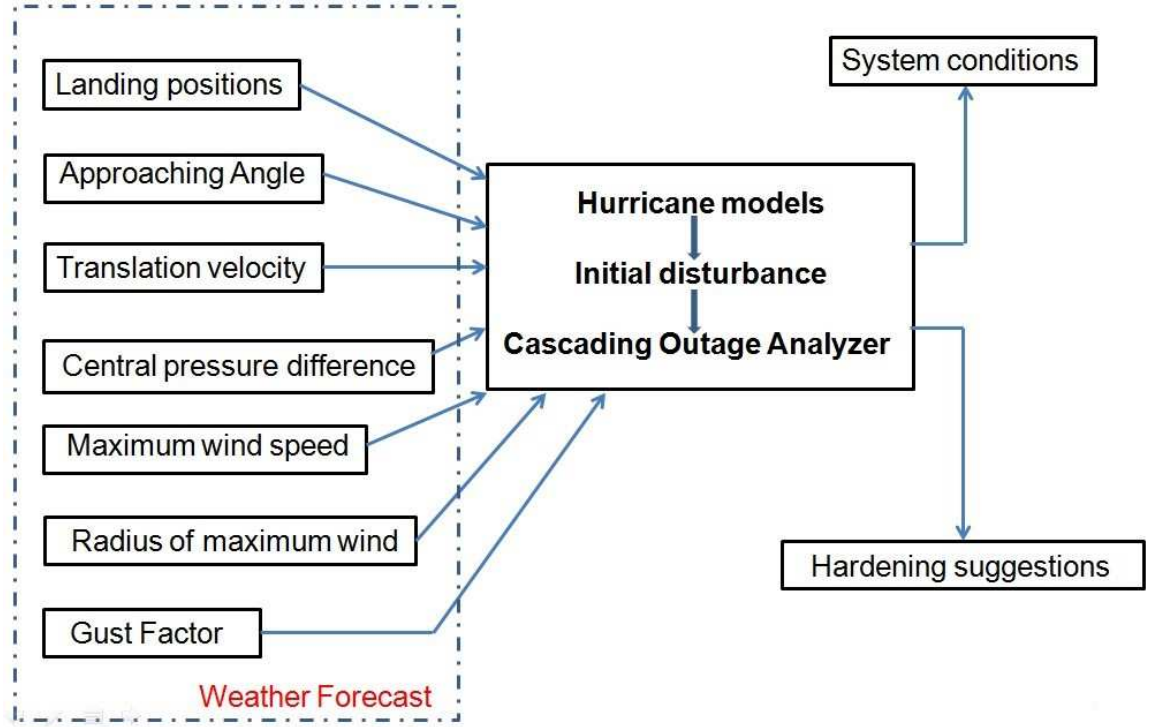 Landing positions
Approaching Angle
Translation velocity
Central pressure difference
Maximum wind speed
Radius of maximum wind
Gust Factor
Weather Forecast
Hurricane models
Initial disturbance
Cascading Outage Analyzer
System conditions
Hardening suggestions